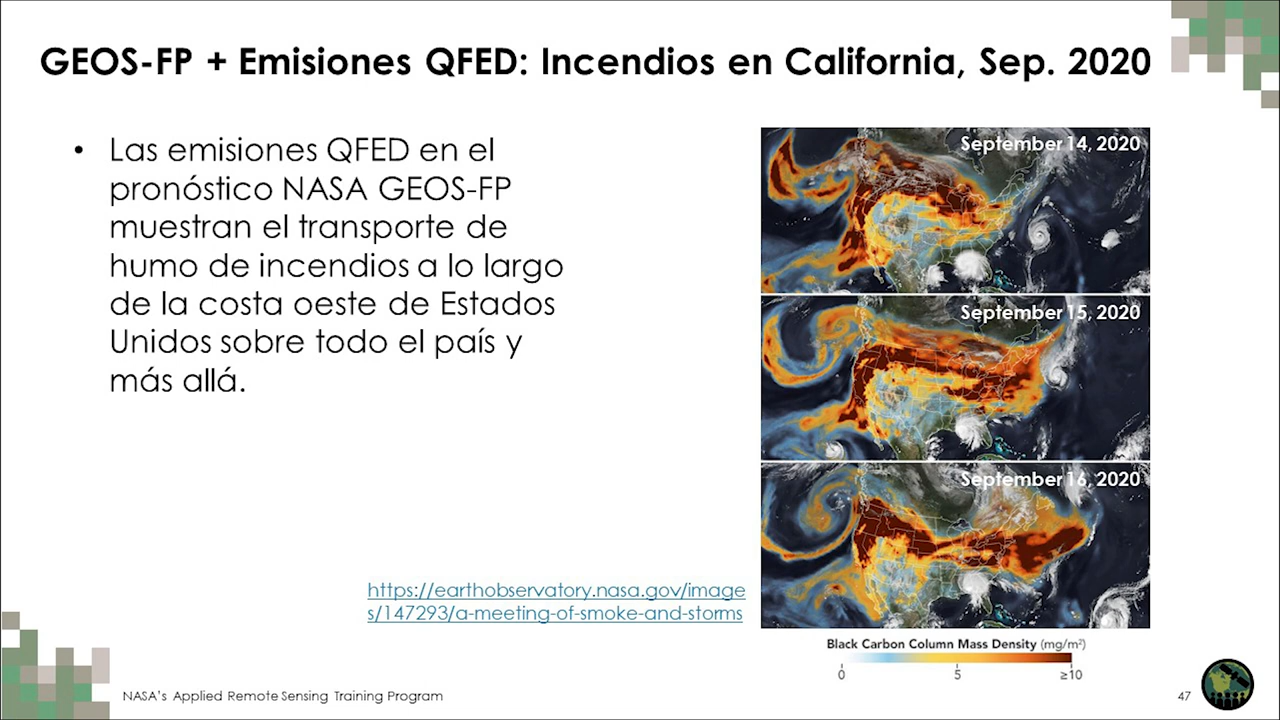 GEOS-FP + Emisiones QFED: Incendios en California, Sep. 2020
• Las emisiones QFED en el
pronóstico NASA GEOS-FP
muestran el transporte de
humo de incendios a lo largo
de la costa oeste de Estados
Unidos sobre todo el país y
más allá.
September 14, 2020
September 15, 2020
September 16, 2020
https://earthobservatory.nasa.gov/image
s/147293/a-meeting-of-smoke-and-storms
Black Carbon Column Mass Density (mg/m²)
0 5 ≥10
NASA's Applied Remote Sensing Training Program
47